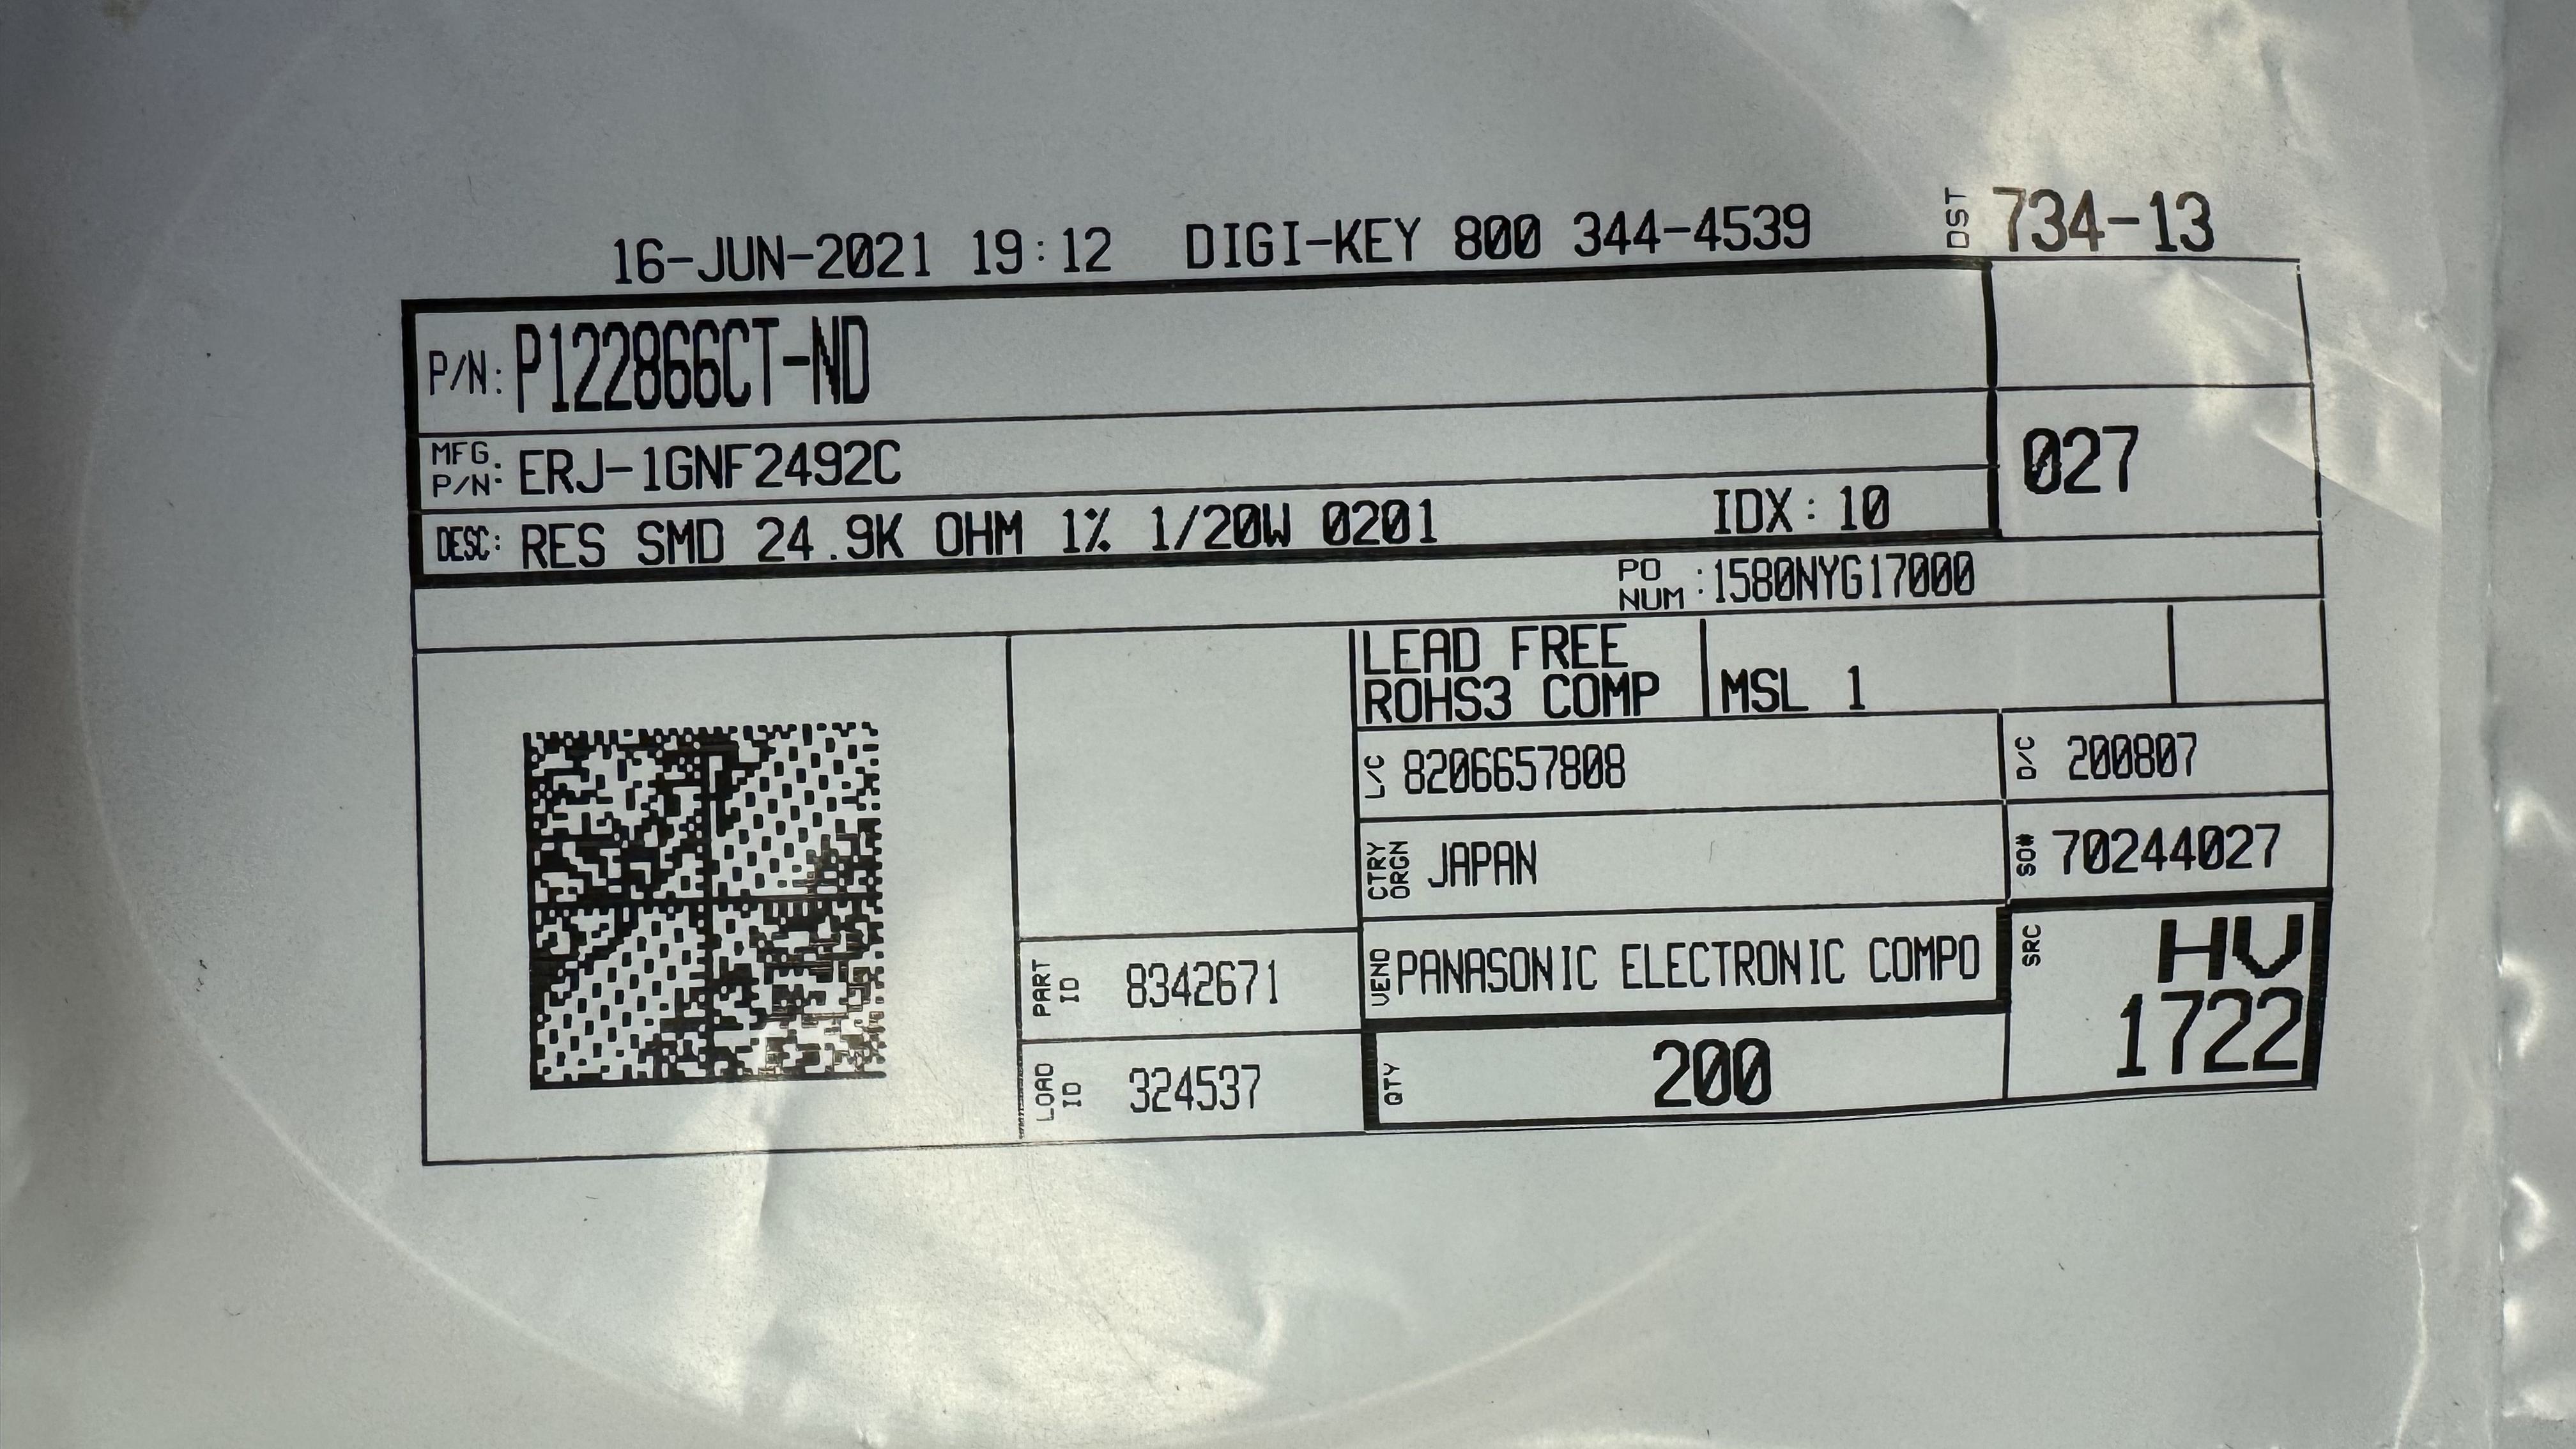 16-JUN-2021 19:12 DIGI-KEY 800 344-4539
DST 734-13
P/N: P122866CT-ND
MFG. P/N: ERJ-1GNF2492C
027
DESC: RES SMD 24.9K OHM 1% 1/20W 0201 IDX: 10
PO NUM : 1580NYG17000
LEAD FREE
ROHS3 COMP
MSL 1
L/C 8206657808
D/C 200807
CTRY ORGN JAPAN
SO# 70244027
PART ID 8342671
VEND PANASONIC ELECTRONIC COMPO
SRC HV
1722
LOAD ID 324537
QTY 200